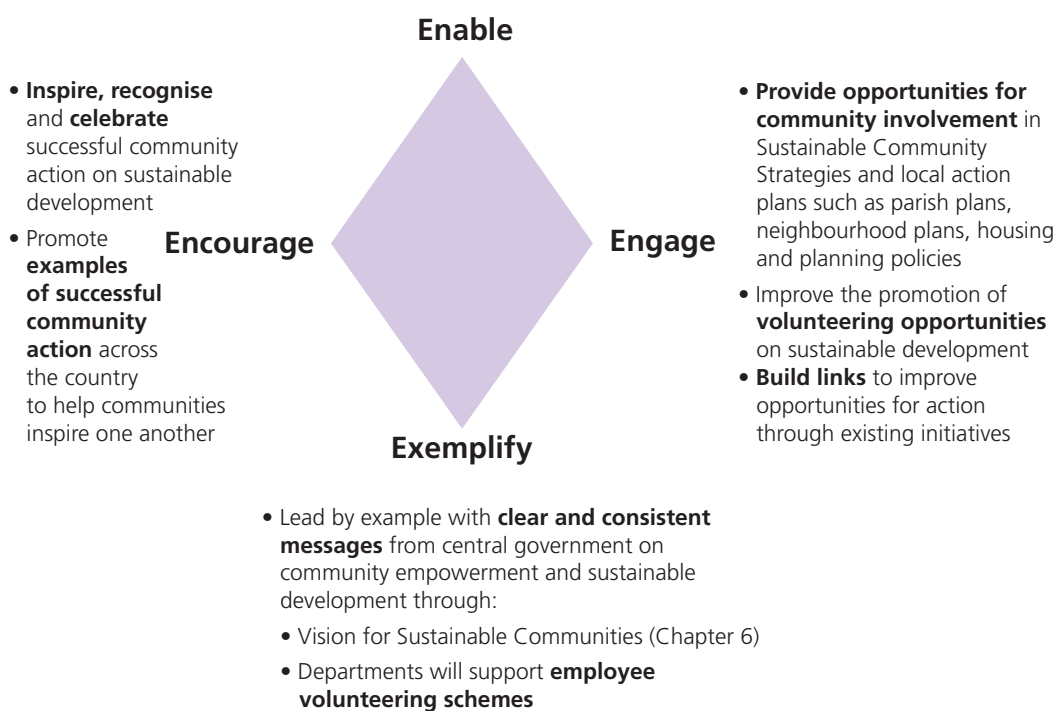 Enable
• Inspire, recognise
and celebrate
successful community
action on sustainable
development
• Promote
examples
of successful
community
action across
the country
to help communities
inspire one another
Encourage
Engage
• Provide opportunities for
community involvement in
Sustainable Community
Strategies and local action
plans such as parish plans,
neighbourhood plans, housing
and planning policies
• Improve the promotion of
volunteering opportunities
on sustainable development
• Build links to improve
opportunities for action
through existing initiatives
Exemplify
• Lead by example with clear and consistent
messages from central government on
community empowerment and sustainable
development through:
• Vision for Sustainable Communities (Chapter 6)
• Departments will support employee
volunteering schemes